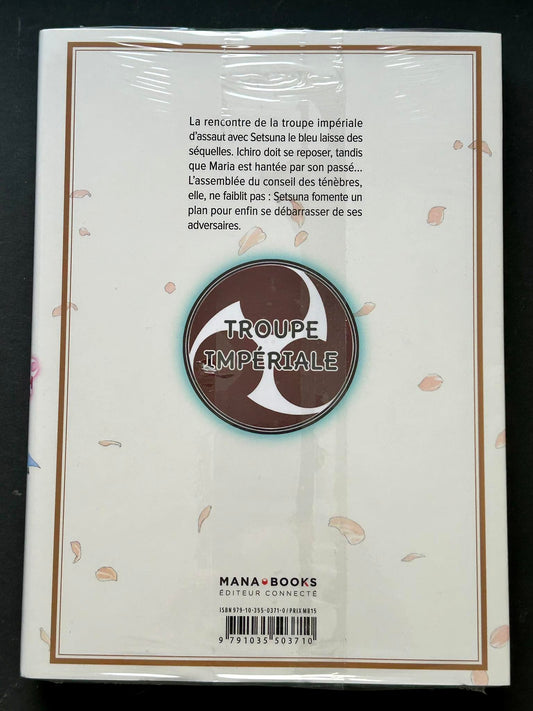 La rencontre de la troupe impériale
d'assaut avec Setsuna le bleu laisse des
séquelles. Ichiro doit se reposer, tandis
que Maria est hantée par son passé...
L'assemblée du conseil des ténèbres,
elle, ne faiblit pas : Setsuna fomente un
plan pour enfin se débarrasser de ses
adversaires.
TROUPE
IMPÉRIALE
MANA BOOKS
ÉDITEUR CONNECTÉ
ISBN 979-10-355-0371-0 / PRIX MB15
9 791035 503710